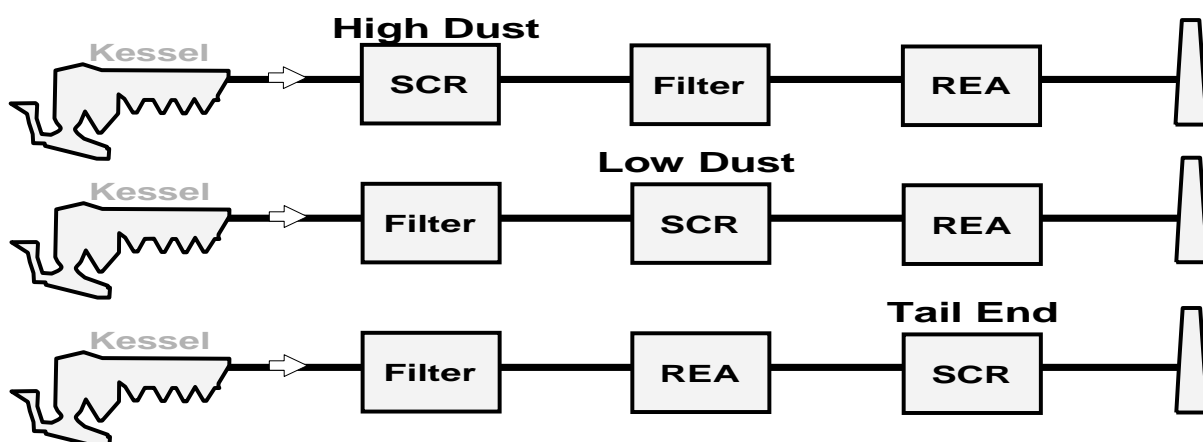 High Dust
Kessel
SCR Filter REA
Low Dust
Kessel
Filter SCR REA
Tail End
Kessel
Filter REA SCR